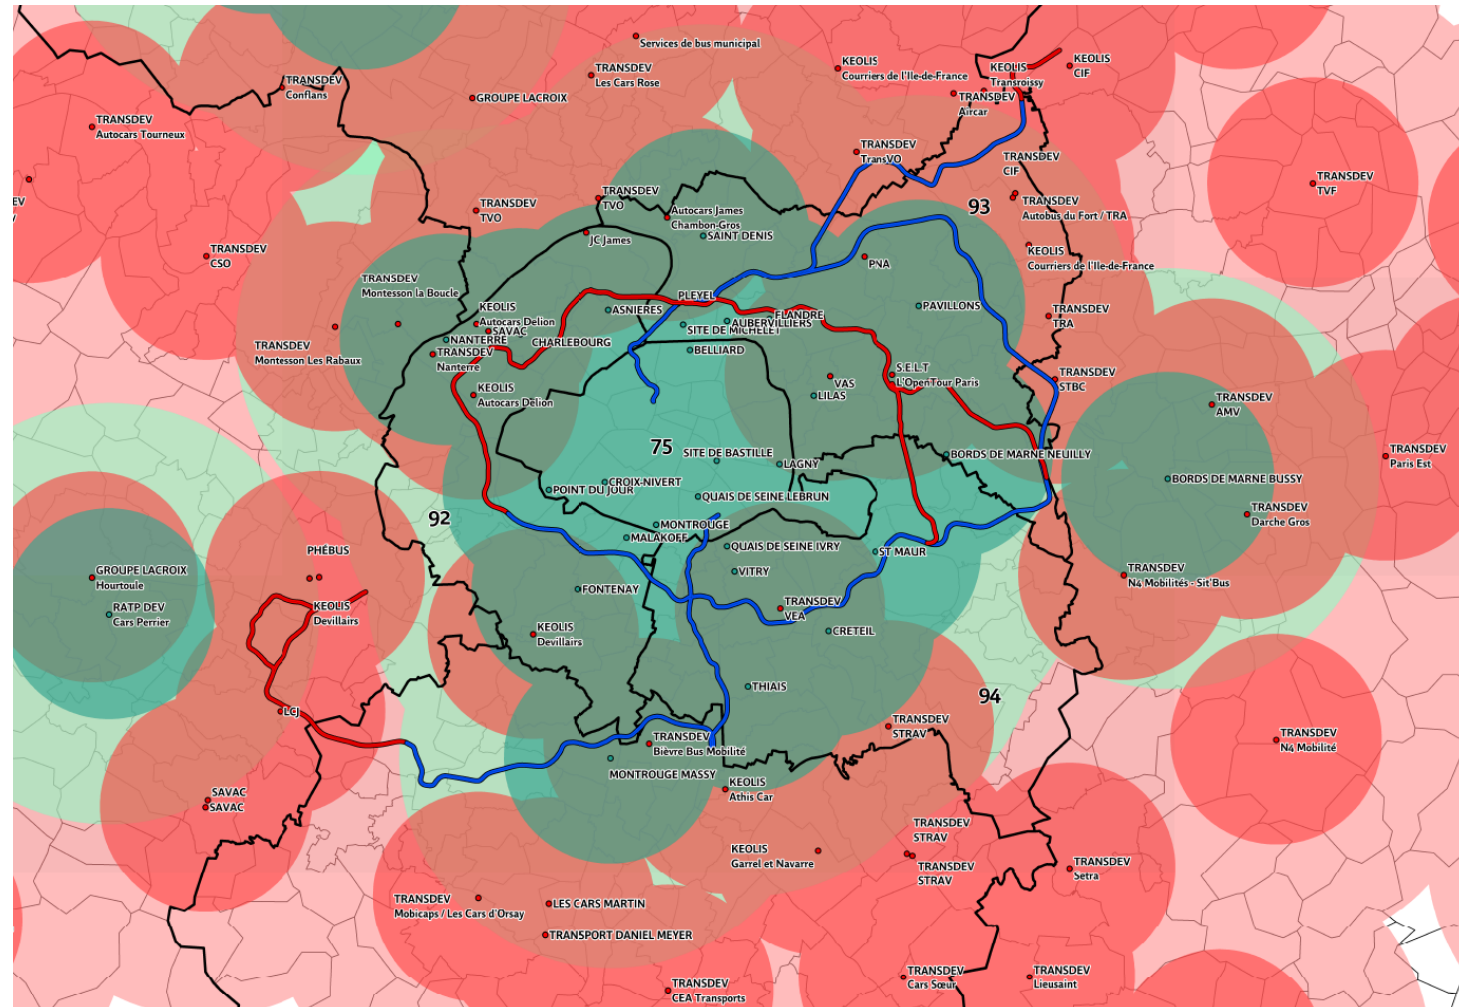 Services de bus municipal
TRANSDEV
Les Cars Rose
KEOLIS
Courriers de l'Ile-de-France
KEOLIS
Transroissy
KEOLIS
CIF
TRANSDEV
Conflans
GROUPE LACROIX
TRANSDEV
Aircar
TRANSDEV
Autocars Tourneux
TRANSDEV
TransVO
TRANSDEV
CIF
TRANSDEV
TVF
EV
TRANSDEV
TVO
TRANSDEV
TVO
Autocars James
Chambon-Gros
SAINT DENIS
93
TRANSDEV
Autobus du Fort / TRA
JC James
TRANSDEV
CSO
KEOLIS
Courriers de l'Ile-de-France
PNA
TRANSDEV
Montesson la Boucle
PLEYEL
KEOLIS
Autocars Delion
ASNIERES
PAVILLONS
TRANSDEV
TRA
FLANDRE
AUBERVILLIERS
SITE DE MICHELET
SAVAC
NANTERRE
CHARLEBOURG
TRANSDEV
Montesson Les Rabaux
BELLIARD
TRANSDEV
Nanterre
S.E.L.T
L'OpenTour Paris
TRANSDEV
STBC
VAS
LILAS
KEOLIS
Autocars Delion
TRANSDEV
AMV
75
TRANSDEV
Paris Est
SITE DE BASTILLE
LAGNY
BORDS DE MARNE NEUILLY
BORDS DE MARNE BUSSY
CROIX-NIVERT
POINT DU JOUR
QUAIS DE SEINE LEBRUN
TRANSDEV
Darche Gros
92
MONTROUGE
MALAKOFF
QUAIS DE SEINE IVRY
ST MAUR
PHÉBUS
GROUPE LACROIX
Hourtoule
VITRY
TRANSDEV
N4 Mobilités - Sit'Bus
FONTENAY
RATP DEV
Cars Perrier
KEOLIS
Devillairs
TRANSDEV
VEA
KEOLIS
Devillairs
CRETEIL
THIAIS
94
LCJ
TRANSDEV
STRAV
TRANSDEV
Bièvre Bus Mobilité
TRANSDEV
N4 Mobilité
MONTROUGE MASSY
KEOLIS
Athis Car
SAVAC
SAVAC
TRANSDEV
STRAV
KEOLIS
Garrel et Navarre
TRANSDEV
STRAV
TRANSDEV
Setra
TRANSDEV
Mobicaps / Les Cars d'Orsay
LES CARS MARTIN
TRANSPORT DANIEL MEYER
TRANSDEV
Cars Sœur
TRANSDEV
Lieusaint
TRANSDEV
CEA Transports